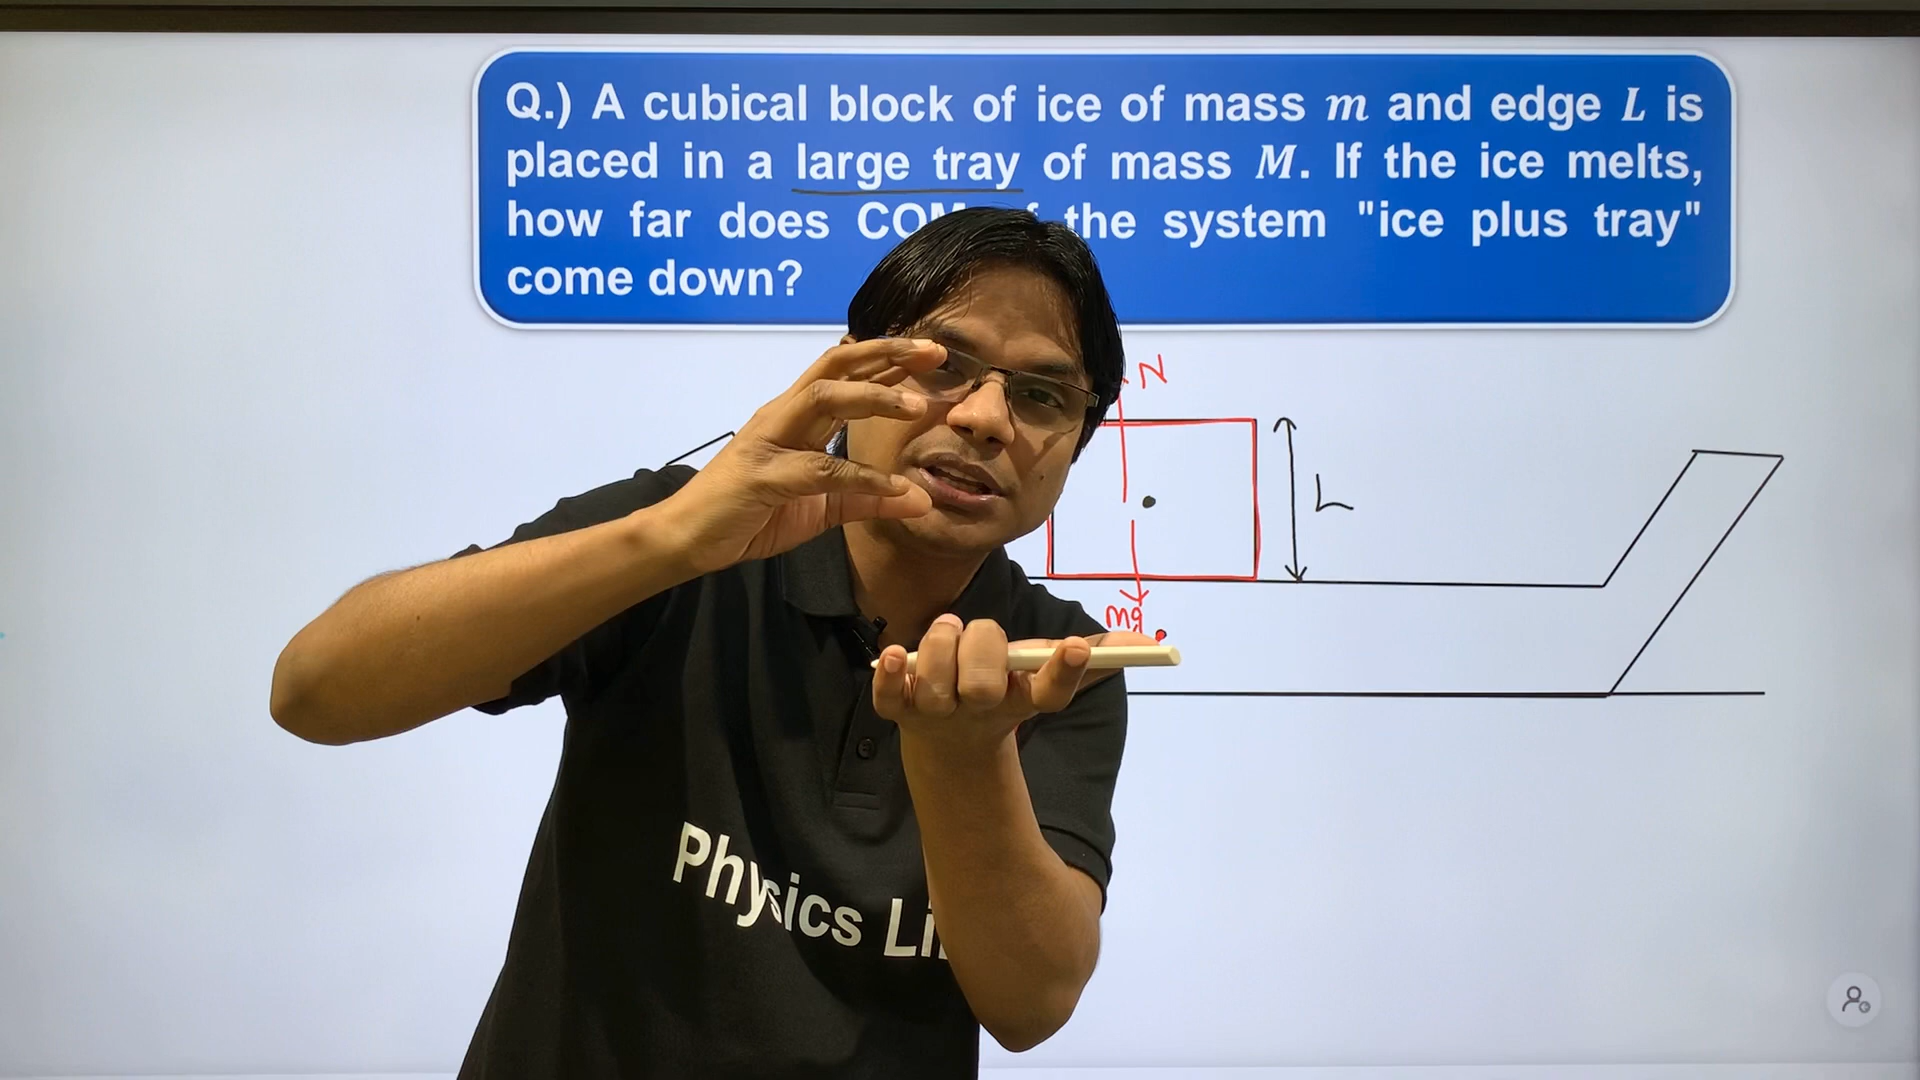 Q.) A cubical block of ice of mass m and edge L is
placed in a large tray of mass M. If the ice melts,
how far does COM the system "ice plus tray"
come down?
N
L
mg
Physics Li